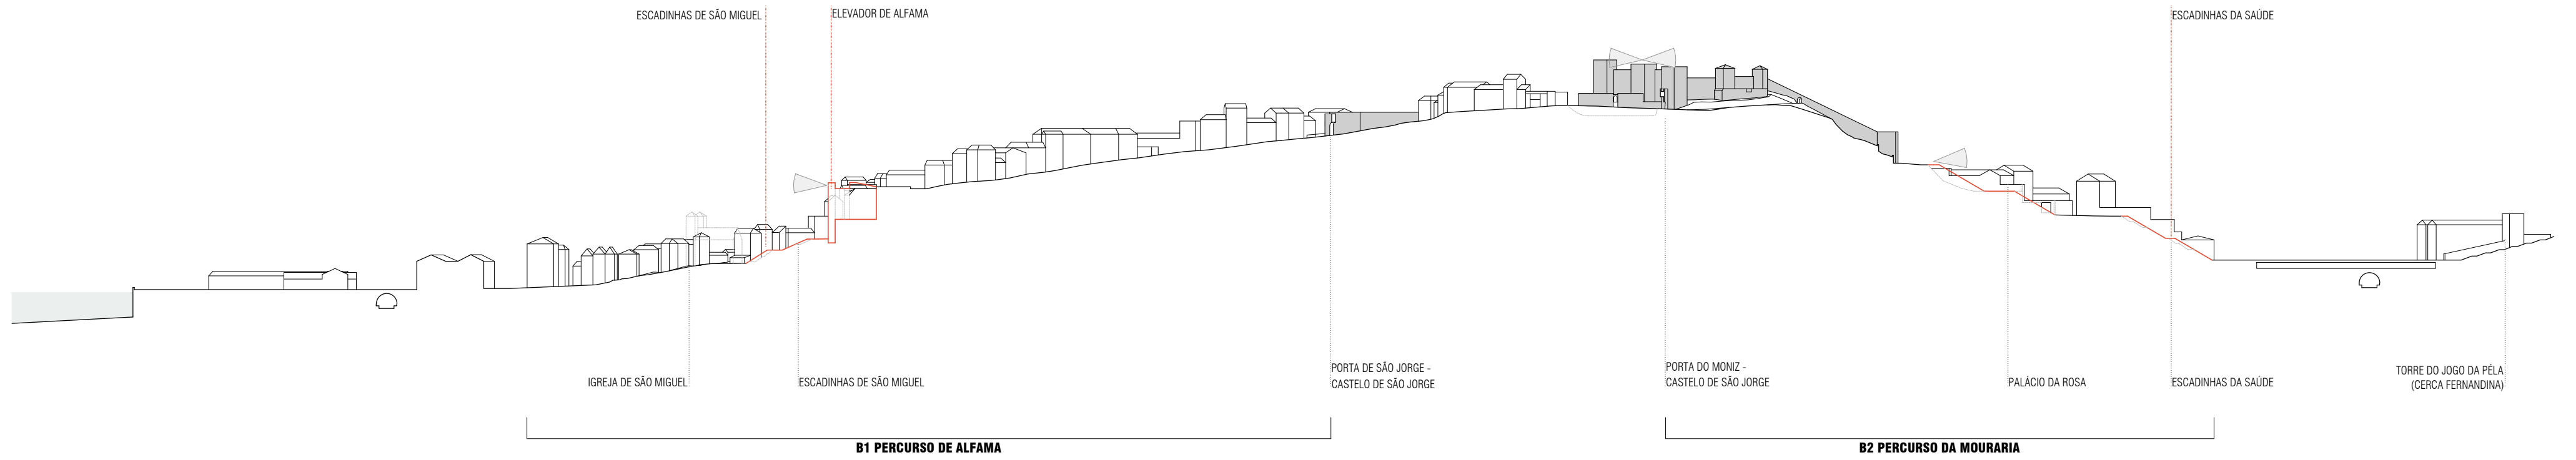 ESCADINHAS DE SÃO MIGUEL
ELEVADOR DE ALFAMA
ESCADINHAS DA SAÚDE
IGREJA DE SÃO MIGUEL
ESCADINHAS DE SÃO MIGUEL
PORTA DE SÃO JORGE -
CASTELO DE SÃO JORGE
PORTA DO MONIZ -
CASTELO DE SÃO JORGE
PALÁCIO DA ROSA
ESCADINHAS DA SAÚDE
TORRE DO JOGO DA PÉLA
(CERCA FERNANDINA)
B1 PERCURSO DE ALFAMA
B2 PERCURSO DA MOURARIA